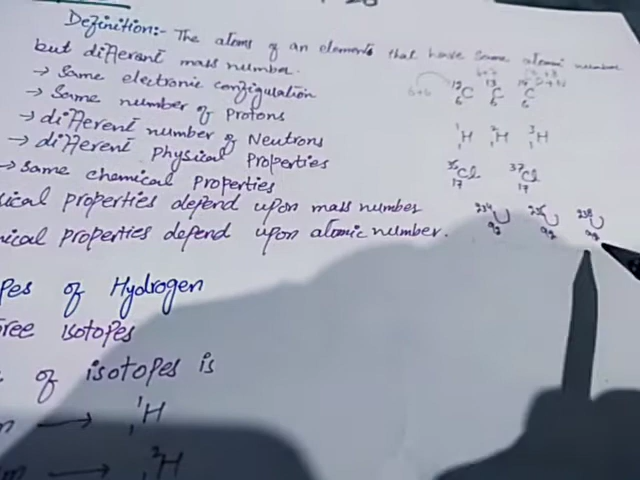 Definition:- The atoms of an elements that have same atomic number
but different mass number.
→ Same electronic configulation
→ Same number of Protons
→ different number of Neutrons
→ different Physical Properties
→ Same chemical Properties
ical properties depend upon mass number
ical properties depend upon atomic number.
¹²₆C ¹³₆C ¹⁴₆C
¹₁H ²₁H ³₁H
³⁵₁₇Cl ³⁷₁₇Cl
²³⁴₉₂U ²³⁵₉₂U ²³⁸₉₂U
pes of Hydrogen
ree isotopes
of isotopes is
→ ¹₁H
→ ²₁H